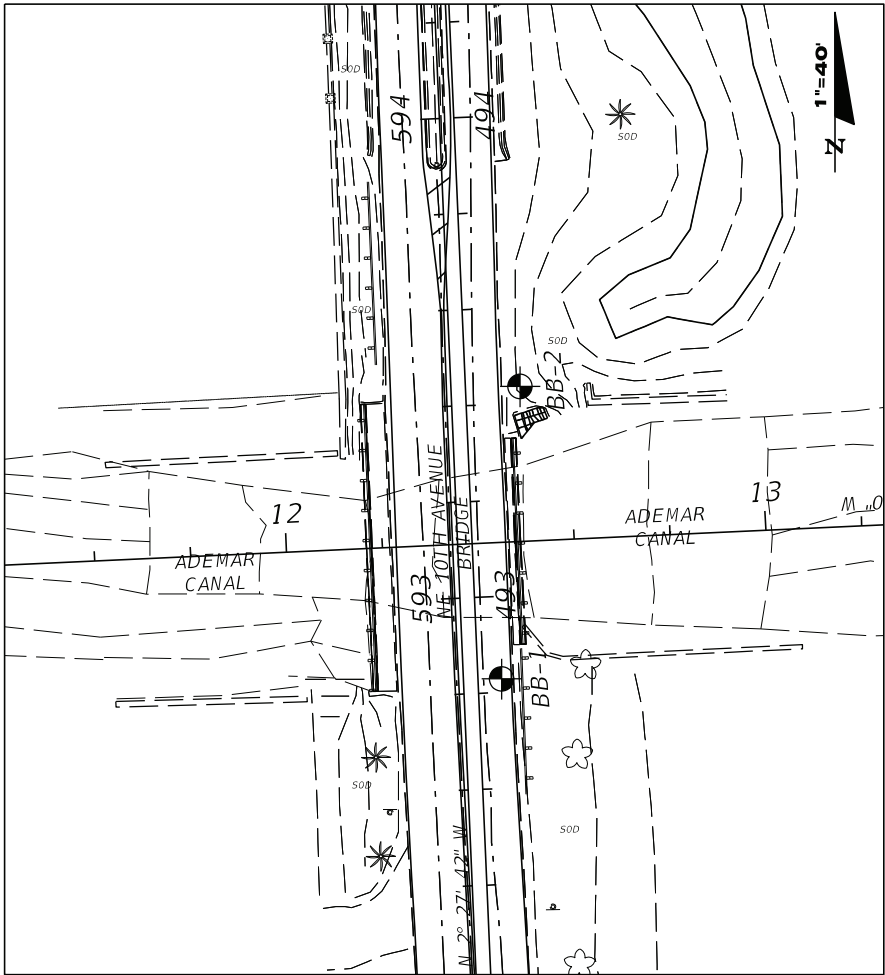 1"=40'
N
594
494
SOD
SOD
SOD
SOD
BB-2
NE 10TH AVENUE
BRIDGE
12
13
ADEMAR
CANAL
ADEMAR
CANAL
593
493
BB-1
SOD
SOD
N 2° 27' 42" W